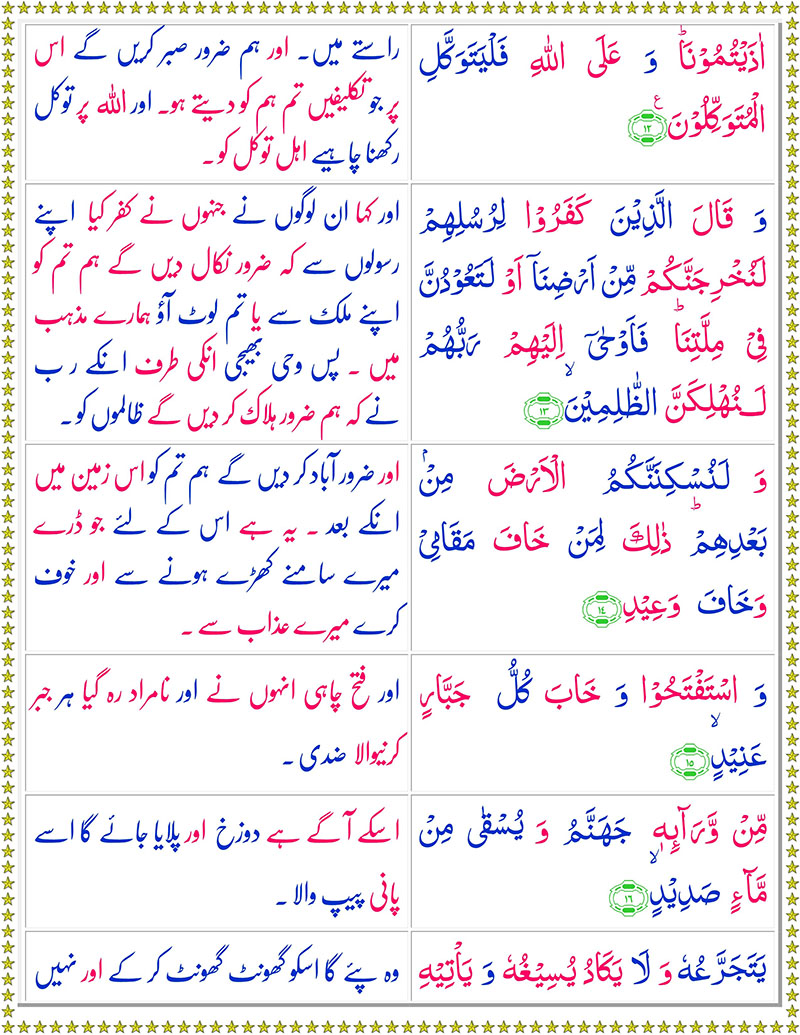 اٰذَيْتُمُوْنَاؕ وَ عَلَى اللّٰهِ فَلْيَتَوَكَّلِ
الْمُتَوَكِّلُوْنَ ع ﴿۱۲﴾
راستے میں۔ اور ہم ضرور صبر کریں گے اس
پر جو تکلیفیں تم ہم کو دیتے ہو۔ اور اللہ پر توکل
رکھنا چاہیے اہل توکل کو۔
وَ قَالَ الَّذِيْنَ كَفَرُوْا لِرُسُلِهِمْ
لَنُخْرِجَنَّكُمْ مِّنْ اَرْضِنَاۤ اَوْ لَتَعُوْدُنَّ
فِيْ مِلَّتِنَاؕ فَاَوْحٰىۤ اِلَيْهِمْ رَبُّهُمْ
لَـنُهْلِكَنَّ الظّٰلِمِيْنَۙ ﴿۱۳﴾
اور کہا ان لوگوں نے جنہوں نے کفر کیا اپنے
رسولوں سے کہ ضرور نکال دیں گے ہم تم کو
اپنے ملک سے یا تم لوٹ آؤ ہمارے مذہب
میں ۔ پس وحی بھیجی انکی طرف انکے رب
نے کہ ہم ضرور ہلاک کر دیں گے ظالموں کو۔
وَ لَـنُسْكِنَنَّكُمُ الْاَرْضَ مِنْۢ
بَعْدِهِمْؕ ذٰلِكَ لِمَنْ خَافَ مَقَامِيْ
وَخَافَ وَعِيْدِ ﴿۱٤﴾
اور ضرور آباد کر دیں گے ہم تم کو اس زمین میں
انکے بعد ۔ یہ ہے اس کے لئے جو ڈرے
میرے سامنے کھڑے ہونے سے اور خوف
کرے میرے عذاب سے ۔
وَ اسْتَفْتَحُوْا وَ خَابَ كُلُّ جَبَّارٍ
عَنِيْدٍۙ ﴿۱۵﴾
اور فتح چاہی انہوں نے اور نامراد رہ گیا ہر جبر
کرنیوالا ضدی ۔
مِّنْ وَّرَآئِهٖ جَهَنَّمُ وَ يُسْقٰى مِنْ
مَّآءٍ صَدِيْدٍۙ ﴿۱٦﴾
اسکے آگے ہے دوزخ اور پلایا جائے گا اسے
پانی پیپ والا ۔
يَتَجَرَّعُهٗ وَ لَا يَكَادُ يُسِيْغُهٗ وَ يَاْتِيْهِ
وہ پئے گا اسکو گھونٹ گھونٹ کر کے اور نہیں